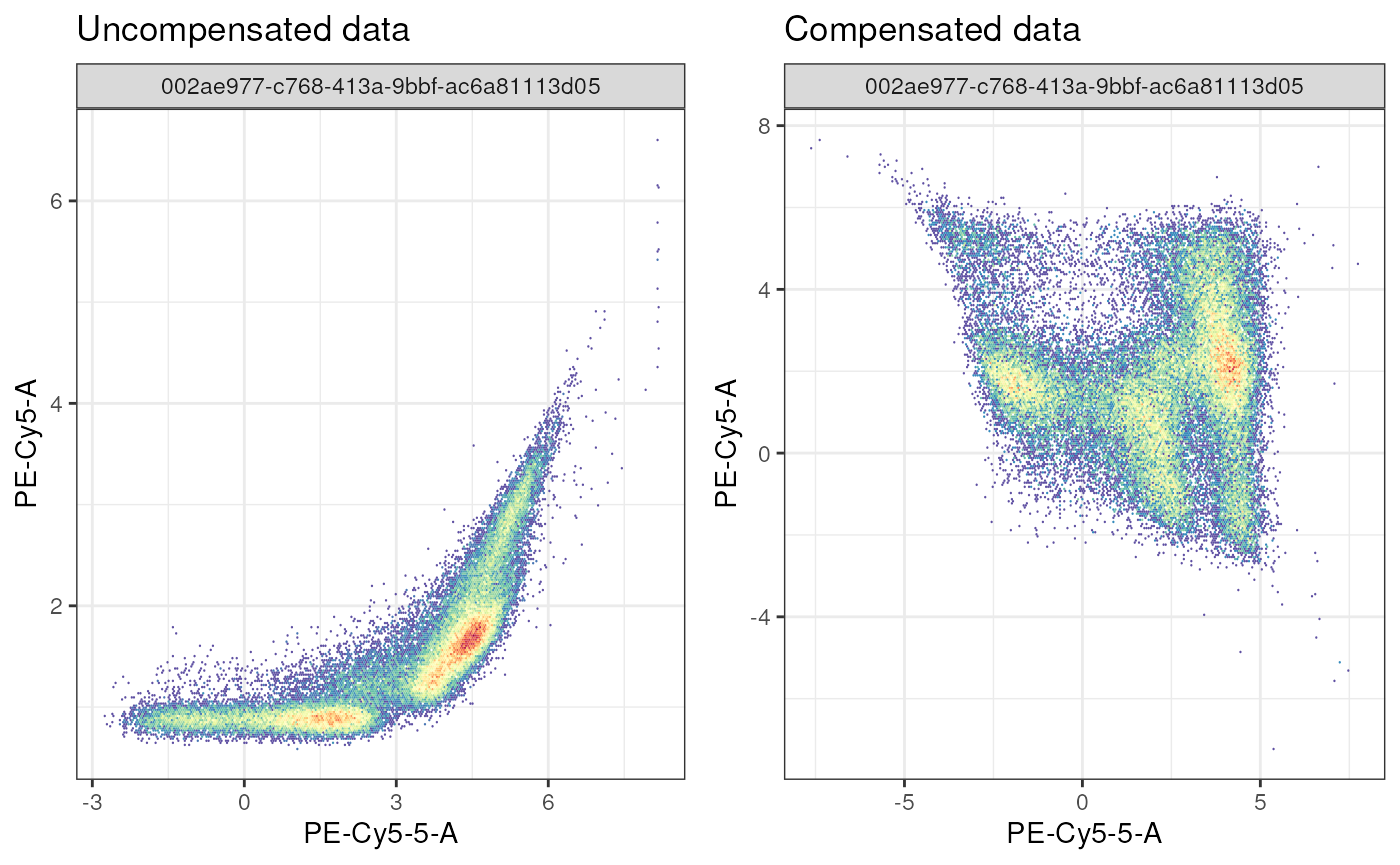 Uncompensated data
002ae977-c768-413a-9bbf-ac6a81113d05
6
4
2
-3 0 3 6
PE-Cy5-5-A
PE-Cy5-A
Compensated data
002ae977-c768-413a-9bbf-ac6a81113d05
8
4
0
-4
-5 0 5
PE-Cy5-5-A
PE-Cy5-A